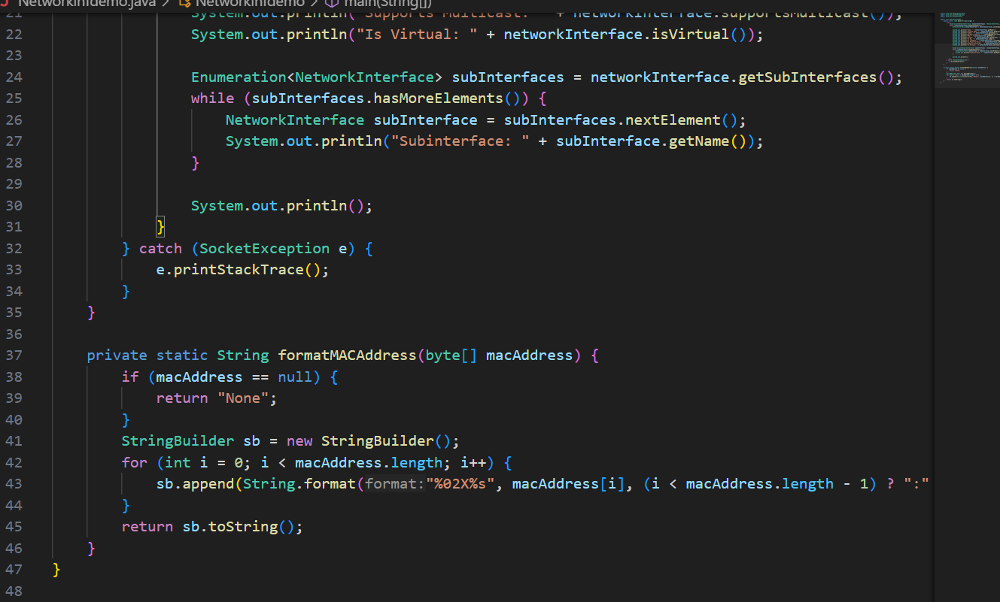 NetworkIntdemo.java > NetworkIntdemo > main(String[])
21 System.out.println("Supports Multicast: " + networkInterface.supportsMulticast());
22 System.out.println("Is Virtual: " + networkInterface.isVirtual());
23
24 Enumeration<NetworkInterface> subInterfaces = networkInterface.getSubInterfaces();
25 while (subInterfaces.hasMoreElements()) {
26 NetworkInterface subInterface = subInterfaces.nextElement();
27 System.out.println("Subinterface: " + subInterface.getName());
28 }
29
30 System.out.println();
31 }
32 } catch (SocketException e) {
33 e.printStackTrace();
34 }
35 }
36
37 private static String formatMACAddress(byte[] macAddress) {
38 if (macAddress == null) {
39 return "None";
40 }
41 StringBuilder sb = new StringBuilder();
42 for (int i = 0; i < macAddress.length; i++) {
43 sb.append(String.format(format:"%02X%s", macAddress[i], (i < macAddress.length - 1) ? ":"
44 }
45 return sb.toString();
46 }
47 }
48